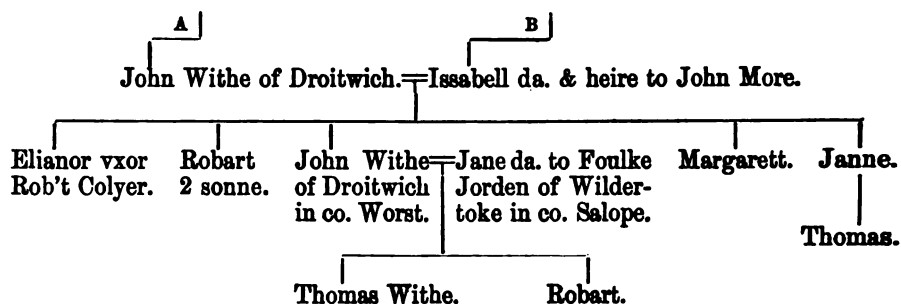 A B
John Withe of Droitwich.=Issabell da. & heire to John More.
Elianor vxor
Rob't Colyer.
Robart
2 sonne.
John Withe=Jane da. to Foulke
of Droitwich Jorden of Wilder-
in co. Worst. toke in co. Salope.
Margarett.
Janne.
Thomas.
Thomas Withe. Robart.